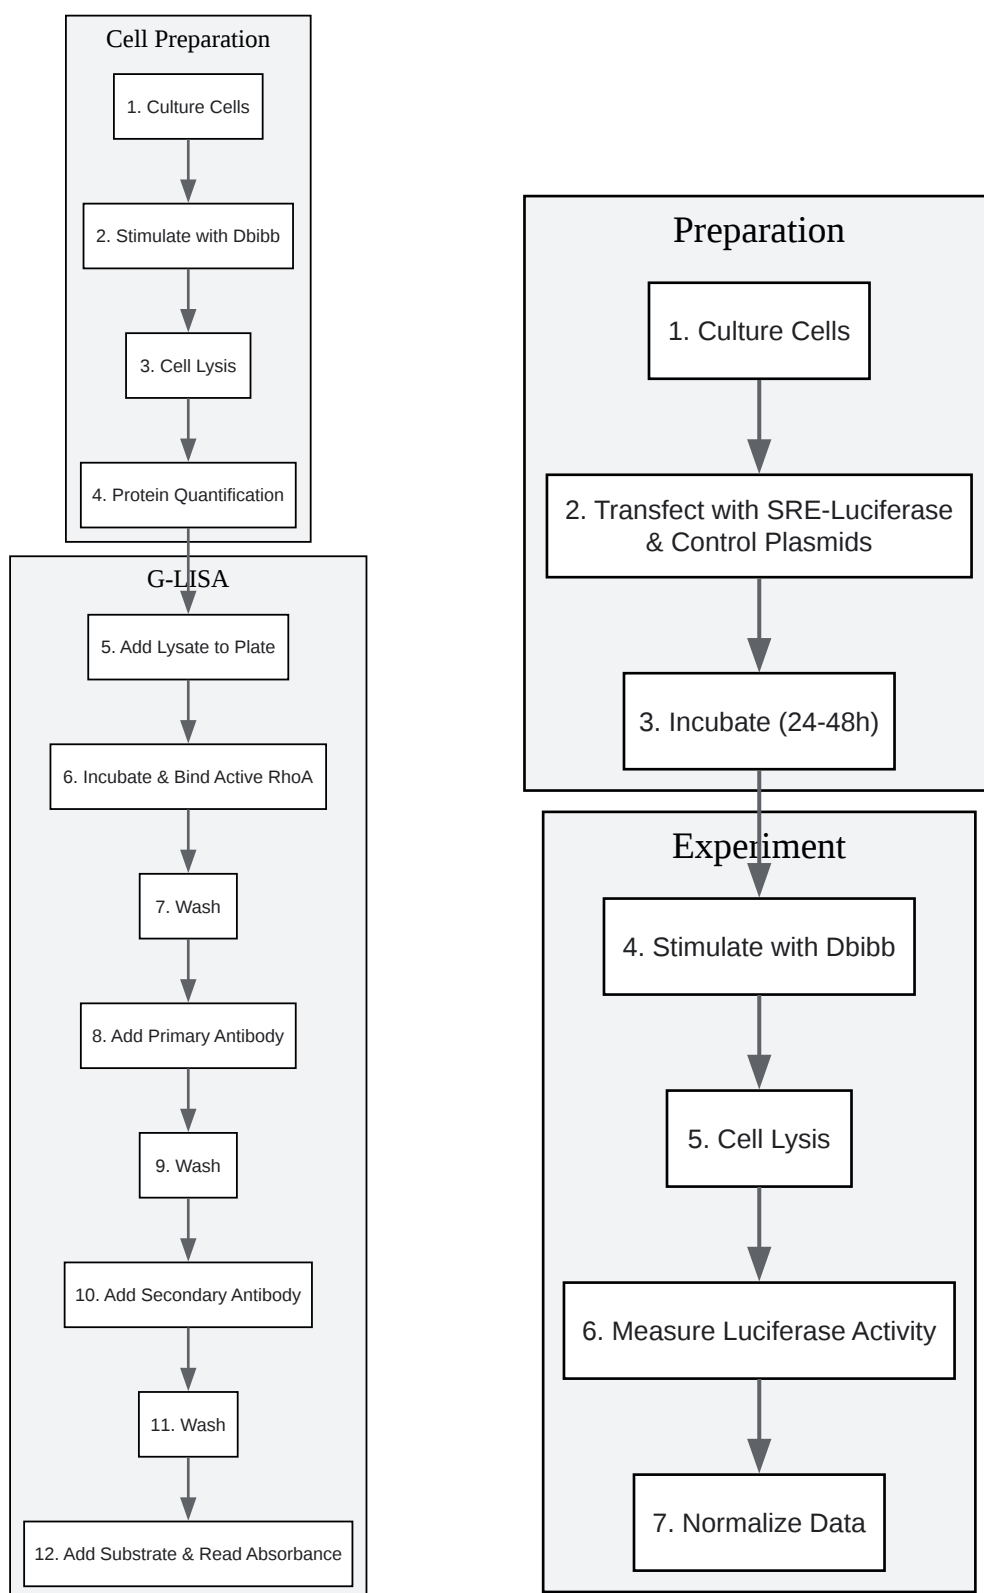 Cell Preparation
1. Culture Cells
2. Stimulate with Dbibb
3. Cell Lysis
4. Protein Quantification
G-LISA
5. Add Lysate to Plate
6. Incubate & Bind Active RhoA
7. Wash
8. Add Primary Antibody
9. Wash
10. Add Secondary Antibody
11. Wash
12. Add Substrate & Read Absorbance
Preparation
1. Culture Cells
2. Transfect with SRE-Luciferase
& Control Plasmids
3. Incubate (24-48h)
Experiment
4. Stimulate with Dbibb
5. Cell Lysis
6. Measure Luciferase Activity
7. Normalize Data